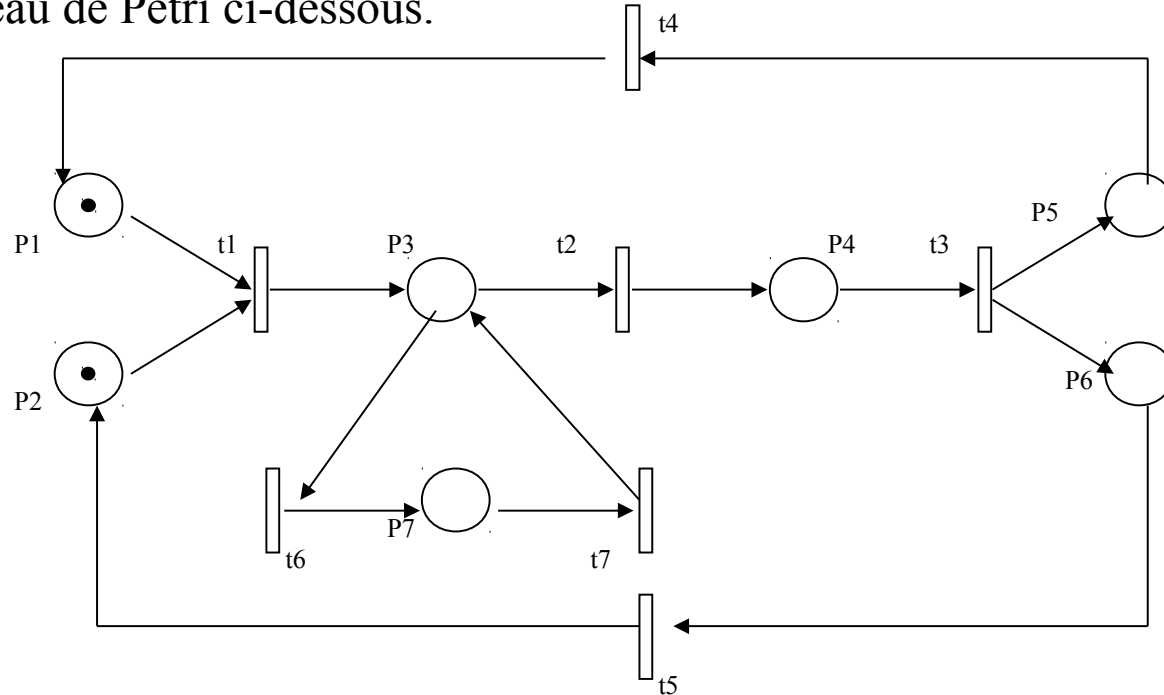 eau de Petri ci-dessous.
t4
P5
P1
t1
P3
t2
P4
t3
P2
P6
P7
t6
t7
t5